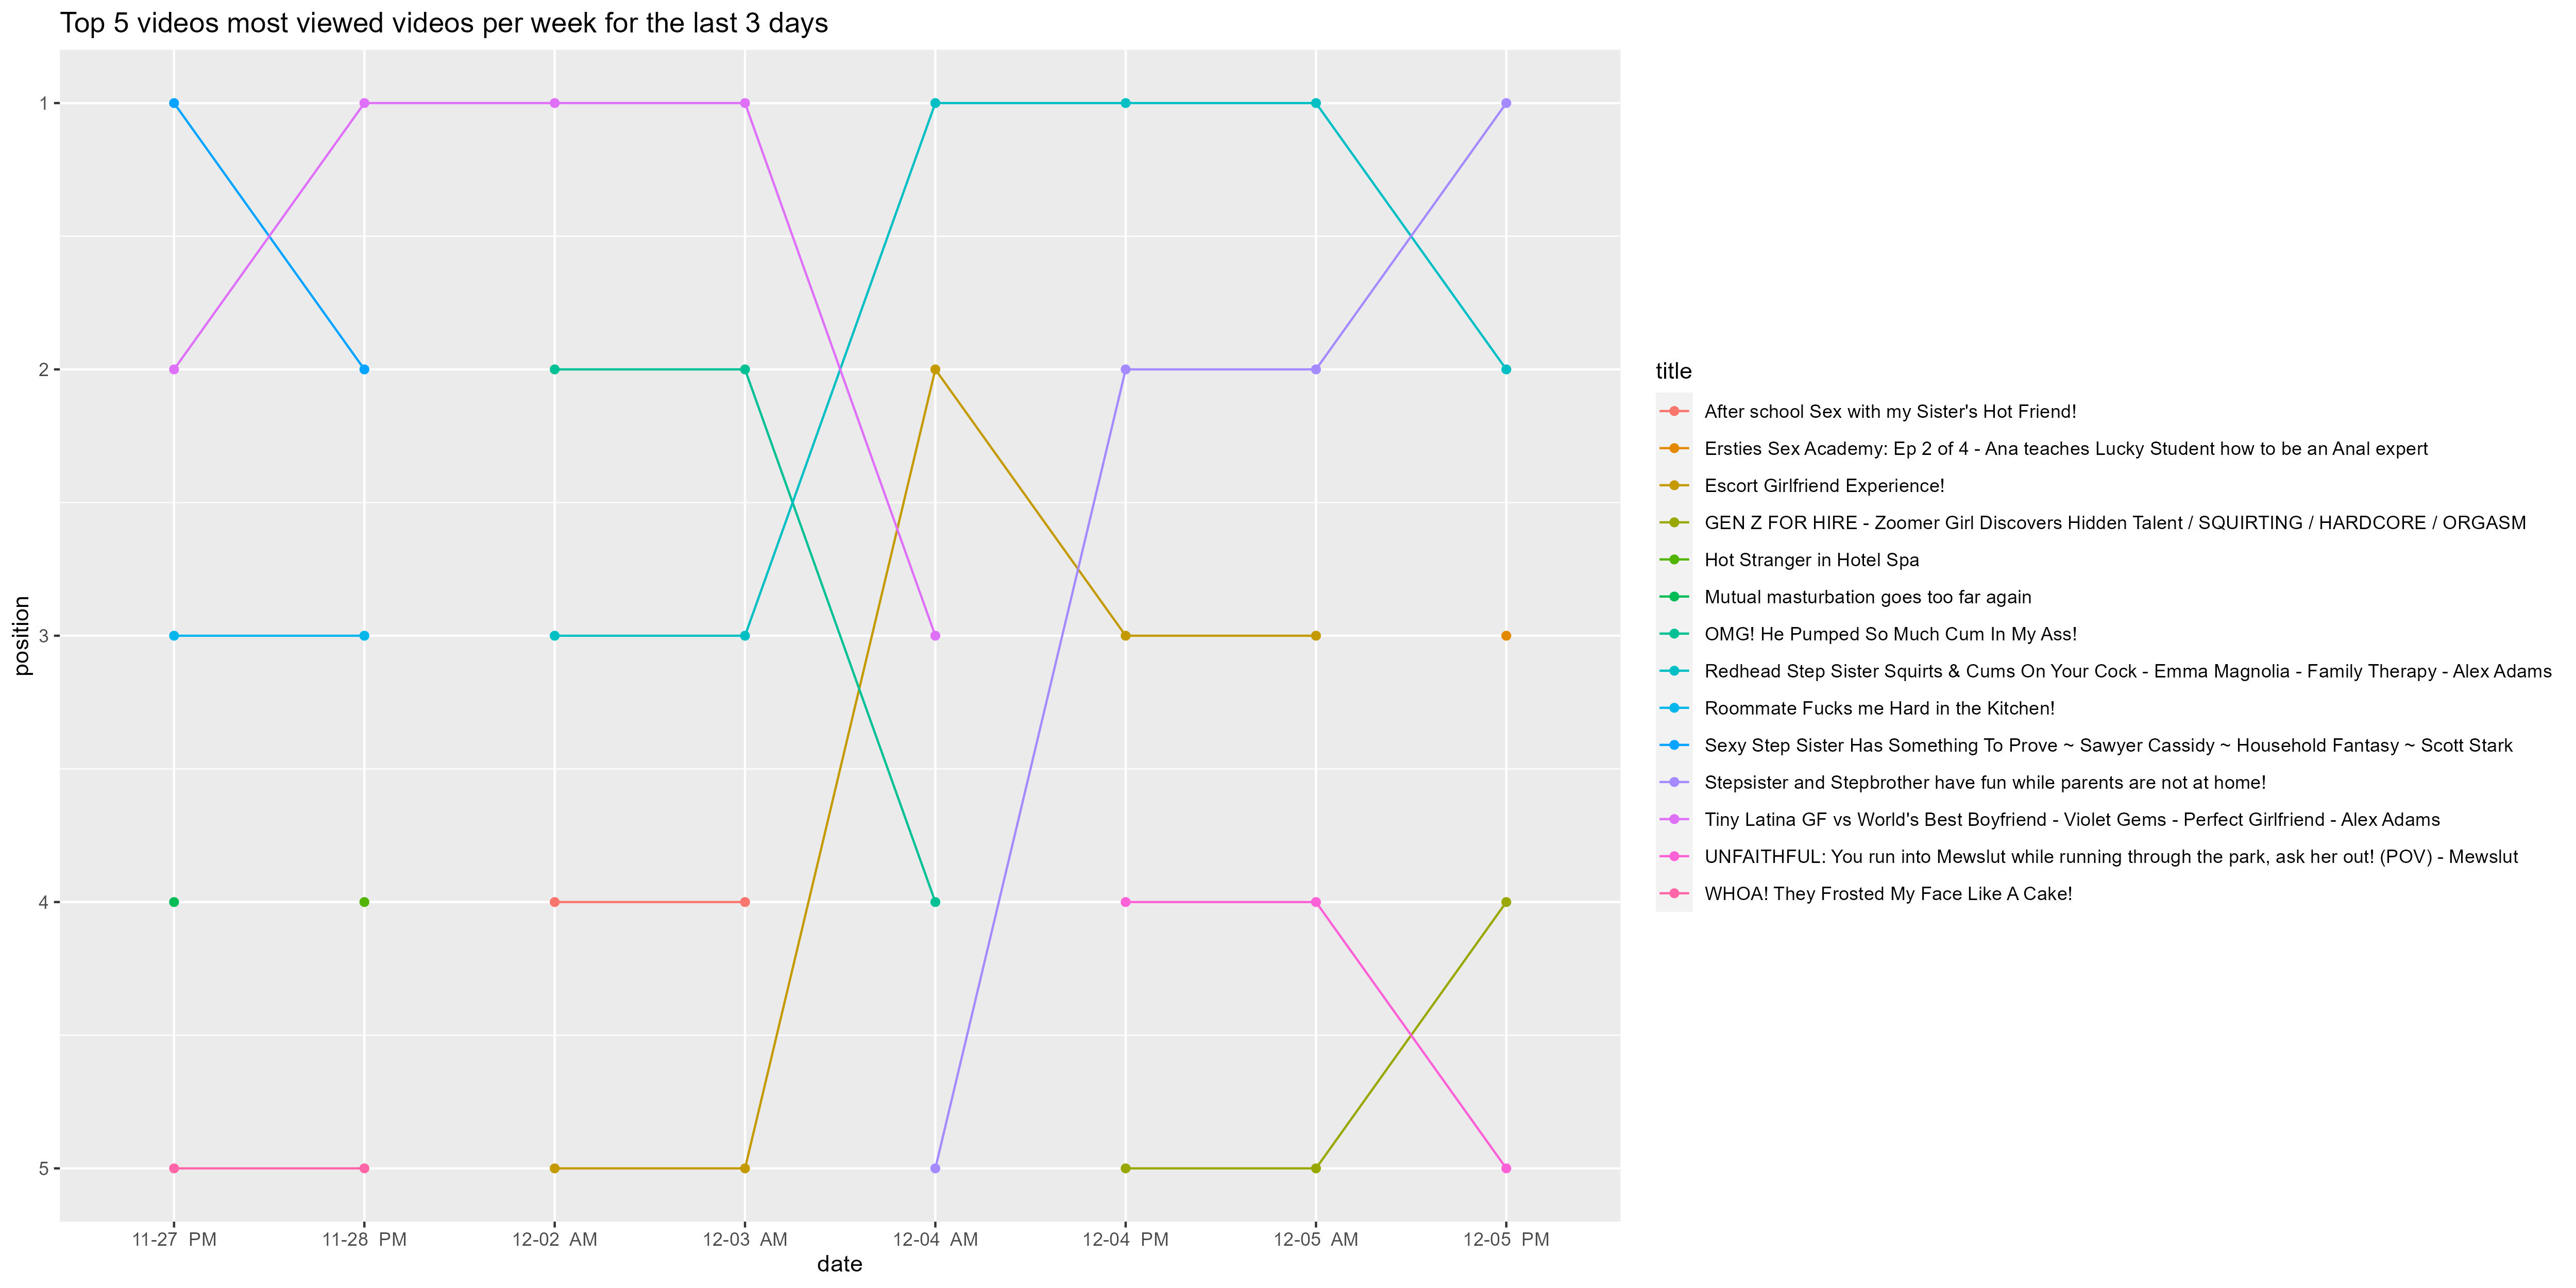 Top 5 videos most viewed videos per week for the last 3 days
position
1
2
3
4
5
11-27 PM
11-28 PM
12-02 AM
12-03 AM
12-04 AM
12-04 PM
12-05 AM
12-05 PM
date
title
After school Sex with my Sister's Hot Friend!
Ersties Sex Academy: Ep 2 of 4 - Ana teaches Lucky Student how to be an Anal expert
Escort Girlfriend Experience!
GEN Z FOR HIRE - Zoomer Girl Discovers Hidden Talent / SQUIRTING / HARDCORE / ORGASM
Hot Stranger in Hotel Spa
Mutual masturbation goes too far again
OMG! He Pumped So Much Cum In My Ass!
Redhead Step Sister Squirts & Cums On Your Cock - Emma Magnolia - Family Therapy - Alex Adams
Roommate Fucks me Hard in the Kitchen!
Sexy Step Sister Has Something To Prove ~ Sawyer Cassidy ~ Household Fantasy ~ Scott Stark
Stepsister and Stepbrother have fun while parents are not at home!
Tiny Latina GF vs World's Best Boyfriend - Violet Gems - Perfect Girlfriend - Alex Adams
UNFAITHFUL: You run into Mewslut while running through the park, ask her out! (POV) - Mewslut
WHOA! They Frosted My Face Like A Cake!